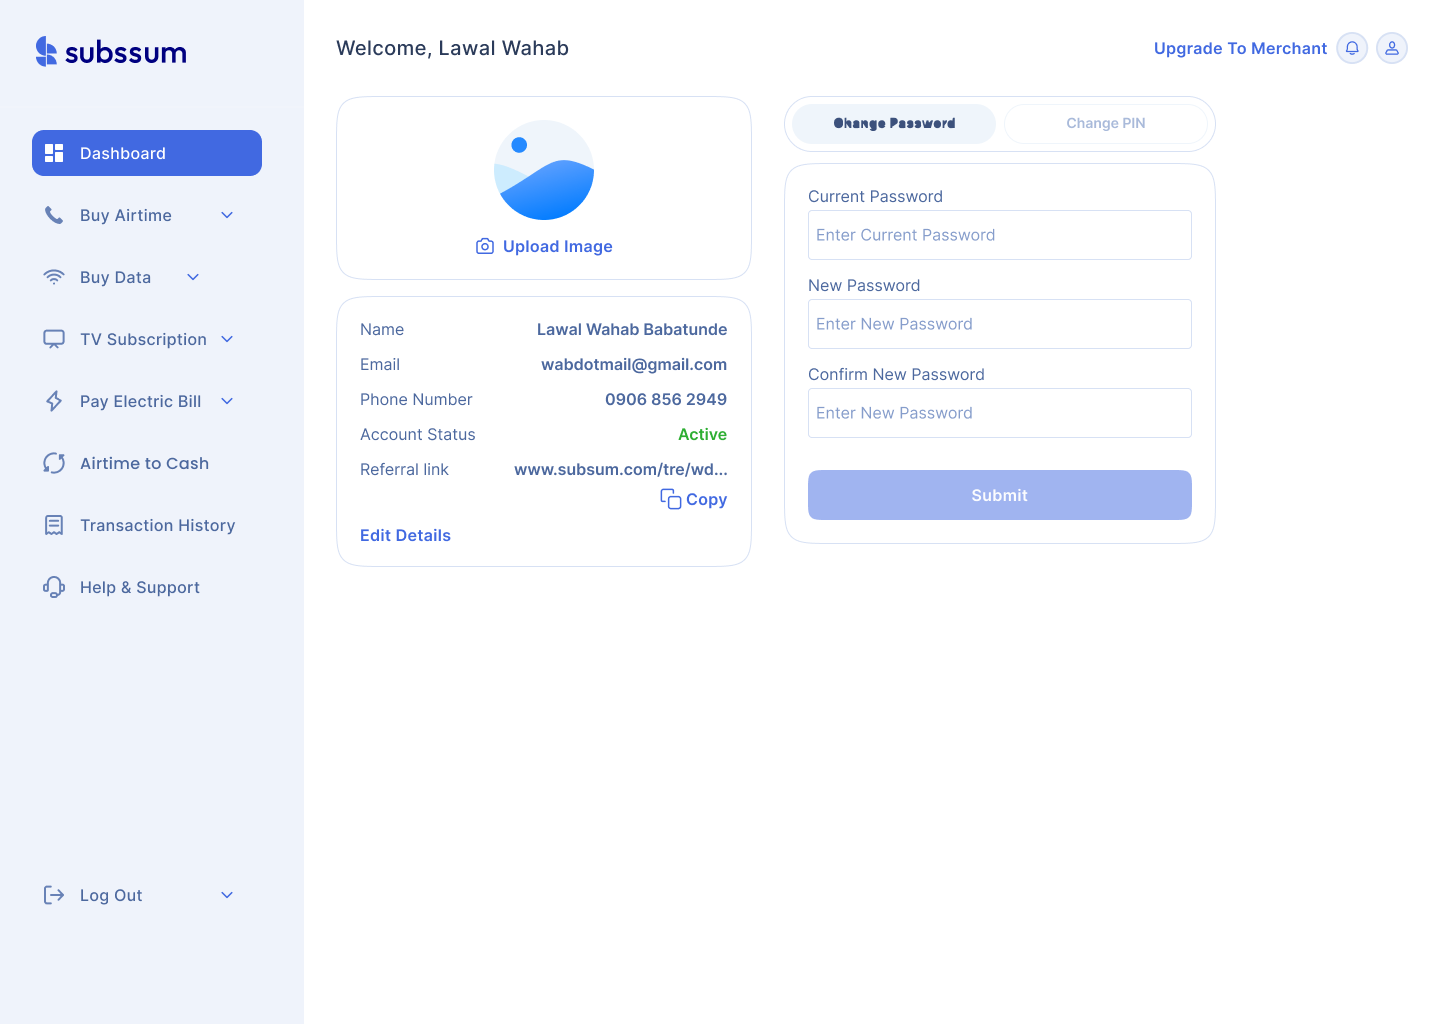 subssum
Dashboard
Buy Airtime
Buy Data
TV Subscription
Pay Electric Bill
Airtime to Cash
Transaction History
Help & Support
Log Out
Welcome, Lawal Wahab
Upgrade To Merchant
Upload Image
Name Lawal Wahab Babatunde
Email wabdotmail@gmail.com
Phone Number 0906 856 2949
Account Status Active
Referral link www.subsum.com/tre/wd...
Copy
Edit Details
Change Password Change PIN
Current Password
Enter Current Password
New Password
Enter New Password
Confirm New Password
Enter New Password
Submit